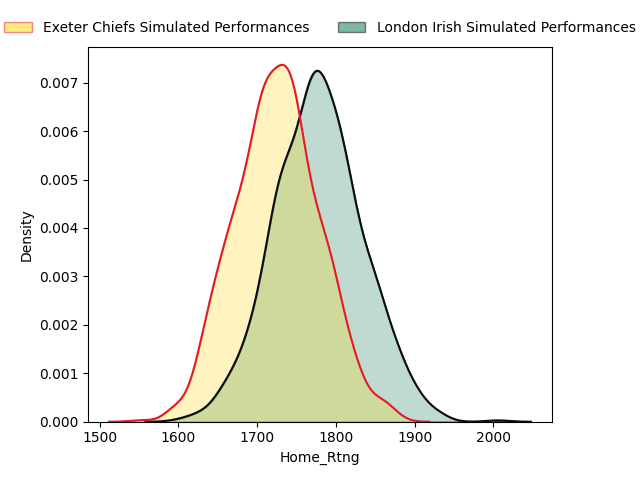 Exeter Chiefs Simulated Performances London Irish Simulated Performances
0.007
0.006
0.005
0.004
0.003
0.002
0.001
0.000
Density
1500 1600 1700 1800 1900 2000
Home_Rtng